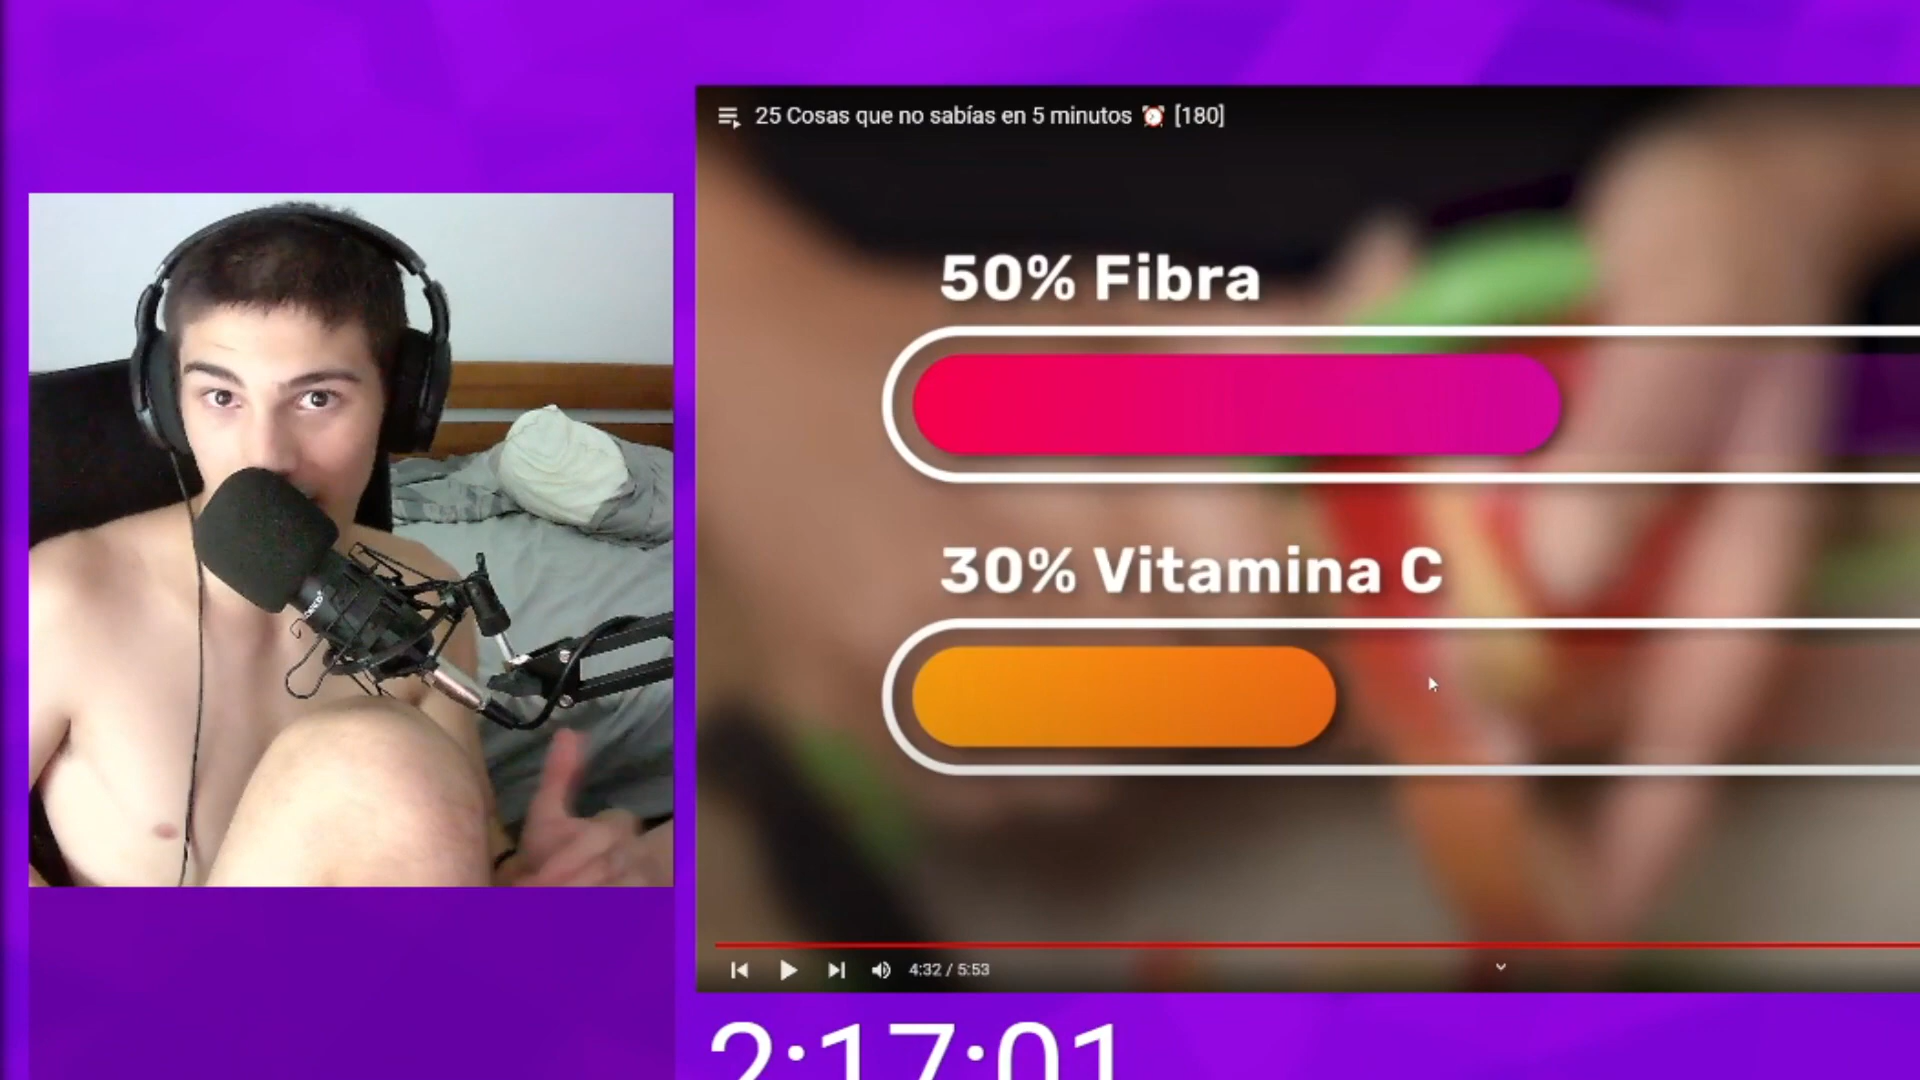 25 Cosas que no sabías en 5 minutos ⏰ [180]
50% Fibra
30% Vitamina C
4:32 / 5:53
2:17:01